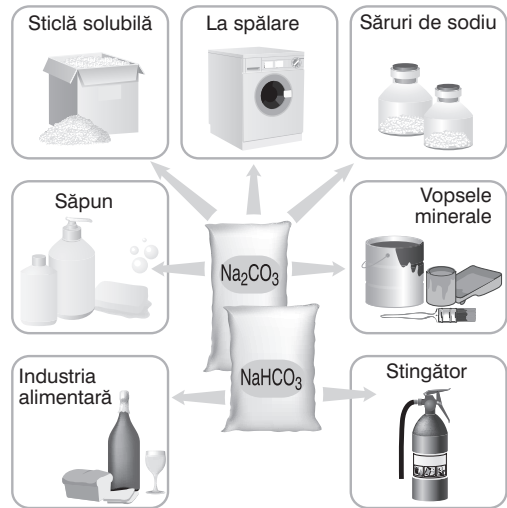 Sticlă solubilă
La spălare
Săruri de sodiu
Săpun
Vopsele
minerale
Na₂CO₃
NaHCO₃
Industria
alimentară
Stingător